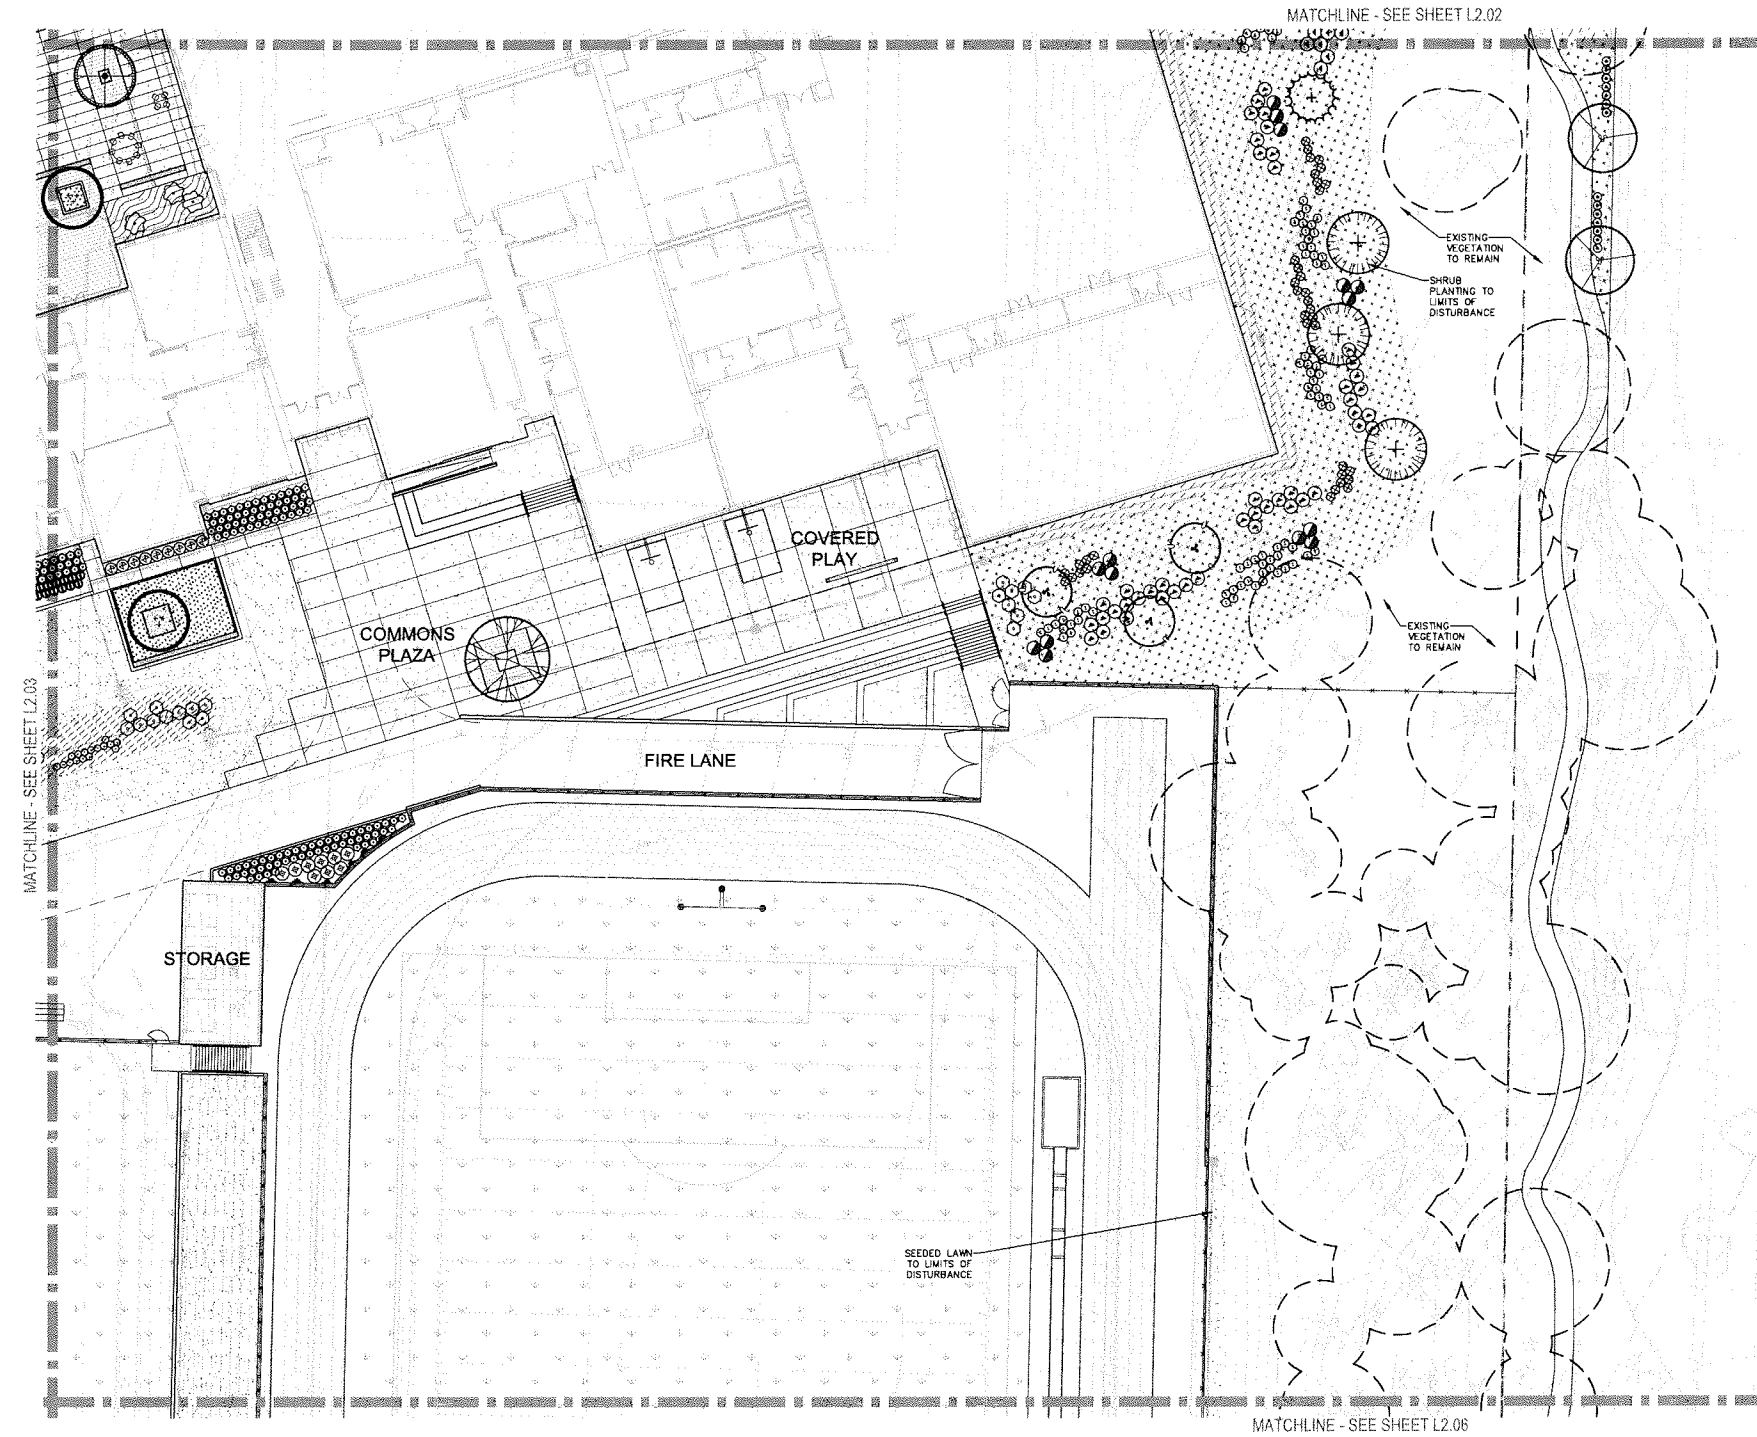 MATCHLINE - SEE SHEET L2.02
EXISTING
VEGETATION
TO REMAIN
SHRUB
PLANTING TO
LIMITS OF
DISTURBANCE
COVERED
PLAY
COMMONS
PLAZA
EXISTING
VEGETATION
TO REMAIN
MATCHLINE - SEE SHEET L2.03
FIRE LANE
STORAGE
SEEDED LAWN
TO LIMITS OF
DISTURBANCE
MATCHLINE - SEE SHEET L2.06